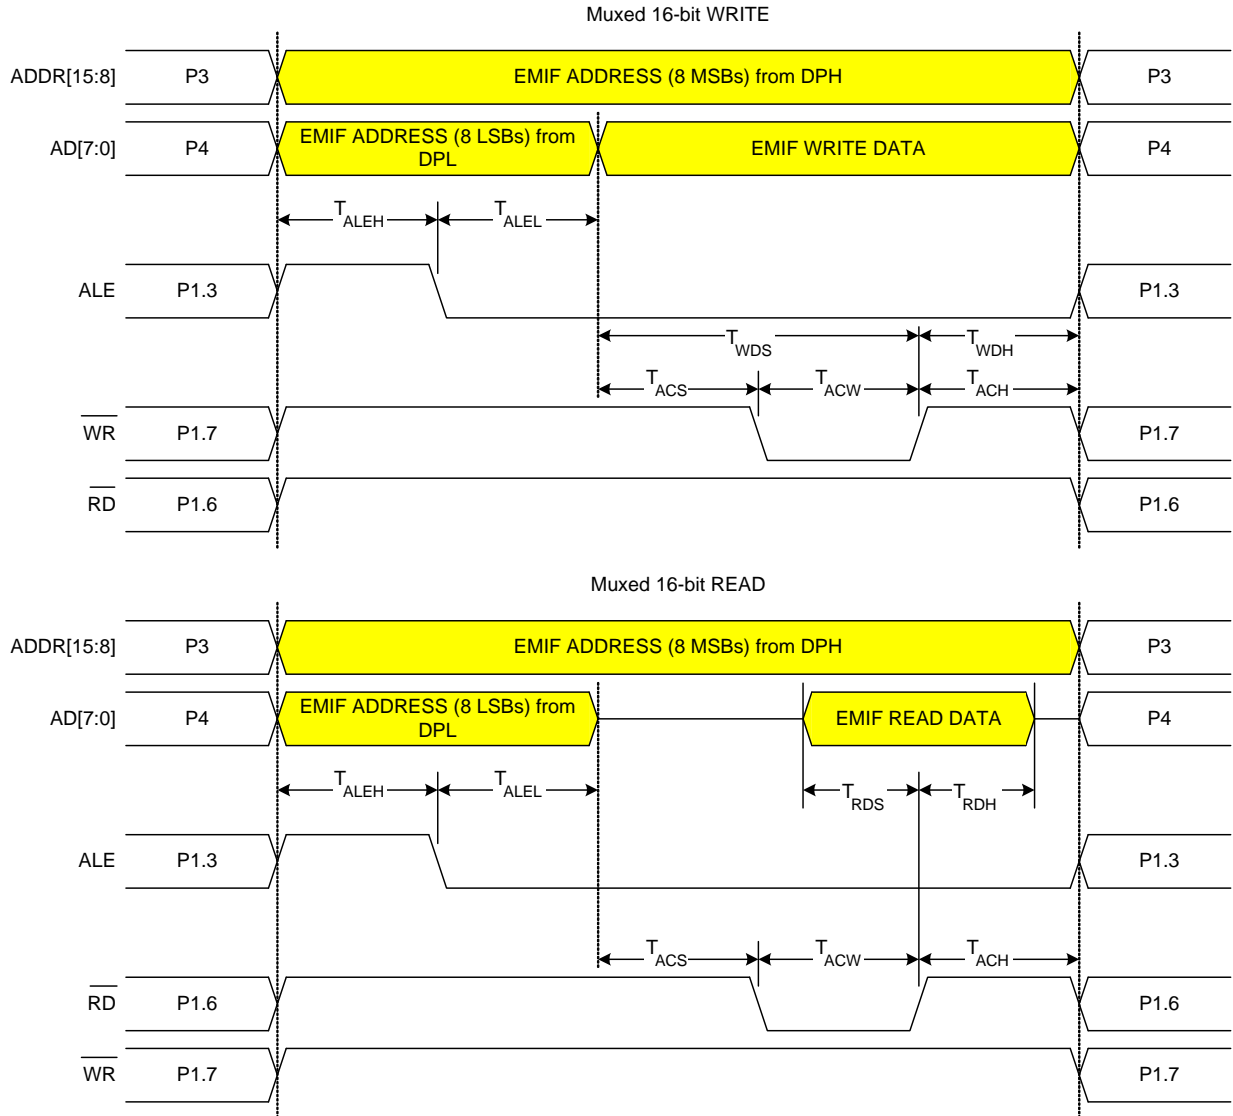 Muxed 16-bit WRITE
ADDR[15:8] P3 EMIF ADDRESS (8 MSBs) from DPH P3
AD[7:0] P4 EMIF ADDRESS (8 LSBs) from
DPL EMIF WRITE DATA P4
TALEH TALEL
ALE P1.3 P1.3
TWDS TWDH
TACS TACW TACH
WR P1.7 P1.7
RD P1.6 P1.6
Muxed 16-bit READ
ADDR[15:8] P3 EMIF ADDRESS (8 MSBs) from DPH P3
AD[7:0] P4 EMIF ADDRESS (8 LSBs) from
DPL EMIF READ DATA P4
TALEH TALEL TRDS TRDH
ALE P1.3 P1.3
TACS TACW TACH
RD P1.6 P1.6
WR P1.7 P1.7